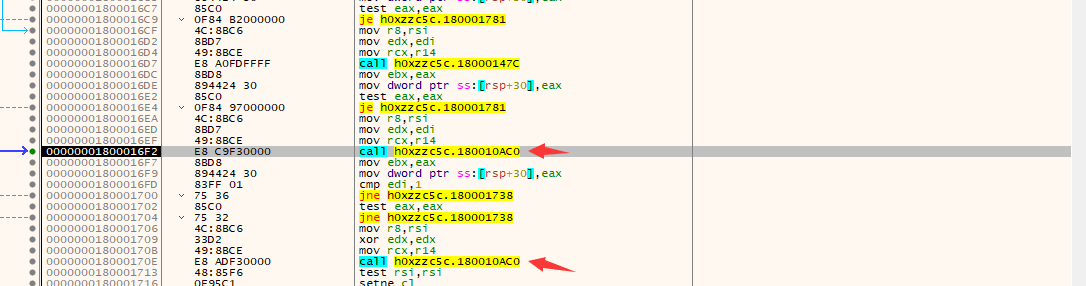 00000001800016C7 85C0 test eax,eax
00000001800016C9 0F84 B2000000 je h0xzzc5c.180001781
00000001800016CF 4C:8BC6 mov r8,rsi
00000001800016D2 8BD7 mov edx,edi
00000001800016D4 49:8BCE mov rcx,r14
00000001800016D7 E8 A0FDFFFF call h0xzzc5c.18000147C
00000001800016DC 8BD8 mov ebx,eax
00000001800016DE 894424 30 mov dword ptr ss:[rsp+30],eax
00000001800016E2 85C0 test eax,eax
00000001800016E4 0F84 97000000 je h0xzzc5c.180001781
00000001800016EA 4C:8BC6 mov r8,rsi
00000001800016ED 8BD7 mov edx,edi
00000001800016EF 49:8BCE mov rcx,r14
00000001800016F2 E8 C9F30000 call h0xzzc5c.180010AC0
00000001800016F7 8BD8 mov ebx,eax
00000001800016F9 894424 30 mov dword ptr ss:[rsp+30],eax
00000001800016FD 83FF 01 cmp edi,1
0000000180001700 75 36 jne h0xzzc5c.180001738
0000000180001702 85C0 test eax,eax
0000000180001704 75 32 jne h0xzzc5c.180001738
0000000180001706 4C:8BC6 mov r8,rsi
0000000180001709 33D2 xor edx,edx
000000018000170B 49:8BCE mov rcx,r14
000000018000170E E8 ADF30000 call h0xzzc5c.180010AC0
0000000180001713 48:85F6 test rsi,rsi
0000000180001716 0F95C1 setne cl